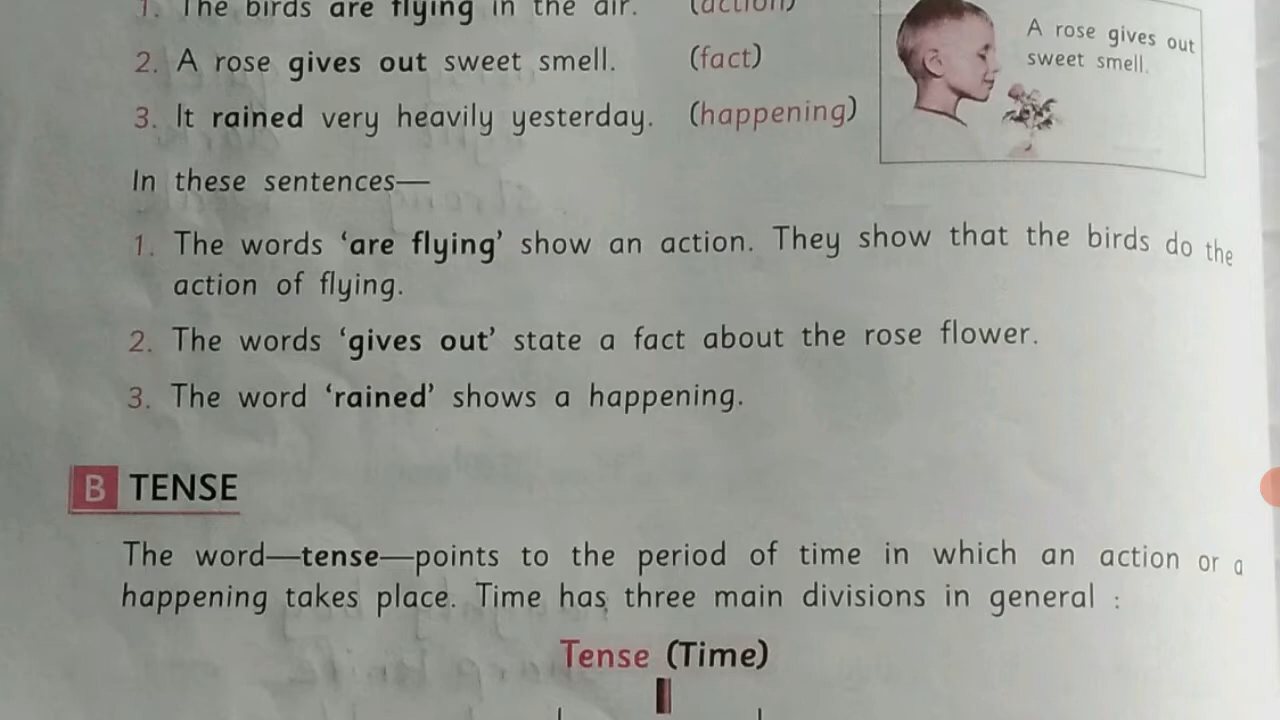 1. The birds are flying in the air. (action)
2. A rose gives out sweet smell. (fact)
3. It rained very heavily yesterday. (happening)
A rose gives out
sweet smell.
In these sentences—
1. The words ‘are flying’ show an action. They show that the birds do the
action of flying.
2. The words ‘gives out’ state a fact about the rose flower.
3. The word ‘rained’ shows a happening.
B TENSE
The word—tense—points to the period of time in which an action or a
happening takes place. Time has three main divisions in general :
Tense (Time)